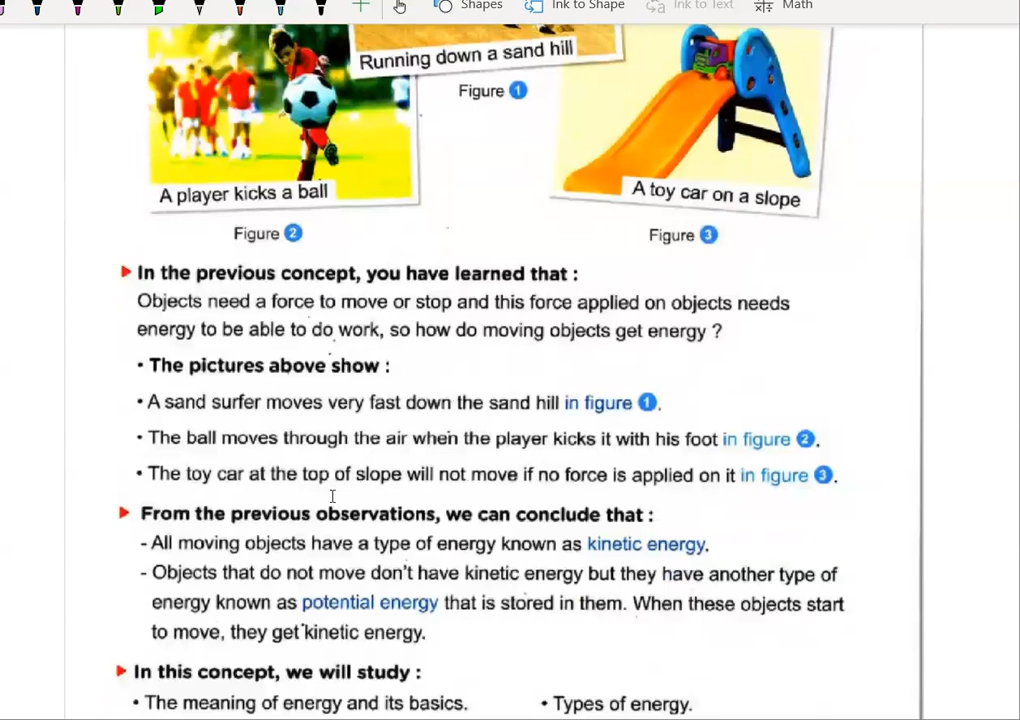 Shapes
Ink to Shape
Ink to Text
Math
Running down a sand hill
Figure 1
A player kicks a ball
Figure 2
A toy car on a slope
Figure 3
In the previous concept, you have learned that :
Objects need a force to move or stop and this force applied on objects needs
energy to be able to do work, so how do moving objects get energy ?
• The pictures above show :
• A sand surfer moves very fast down the sand hill in figure 1.
• The ball moves through the air when the player kicks it with his foot in figure 2.
• The toy car at the top of slope will not move if no force is applied on it in figure 3.
From the previous observations, we can conclude that :
- All moving objects have a type of energy known as kinetic energy.
- Objects that do not move don't have kinetic energy but they have another type of
energy known as potential energy that is stored in them. When these objects start
to move, they get kinetic energy.
In this concept, we will study :
• The meaning of energy and its basics.
• Types of energy.